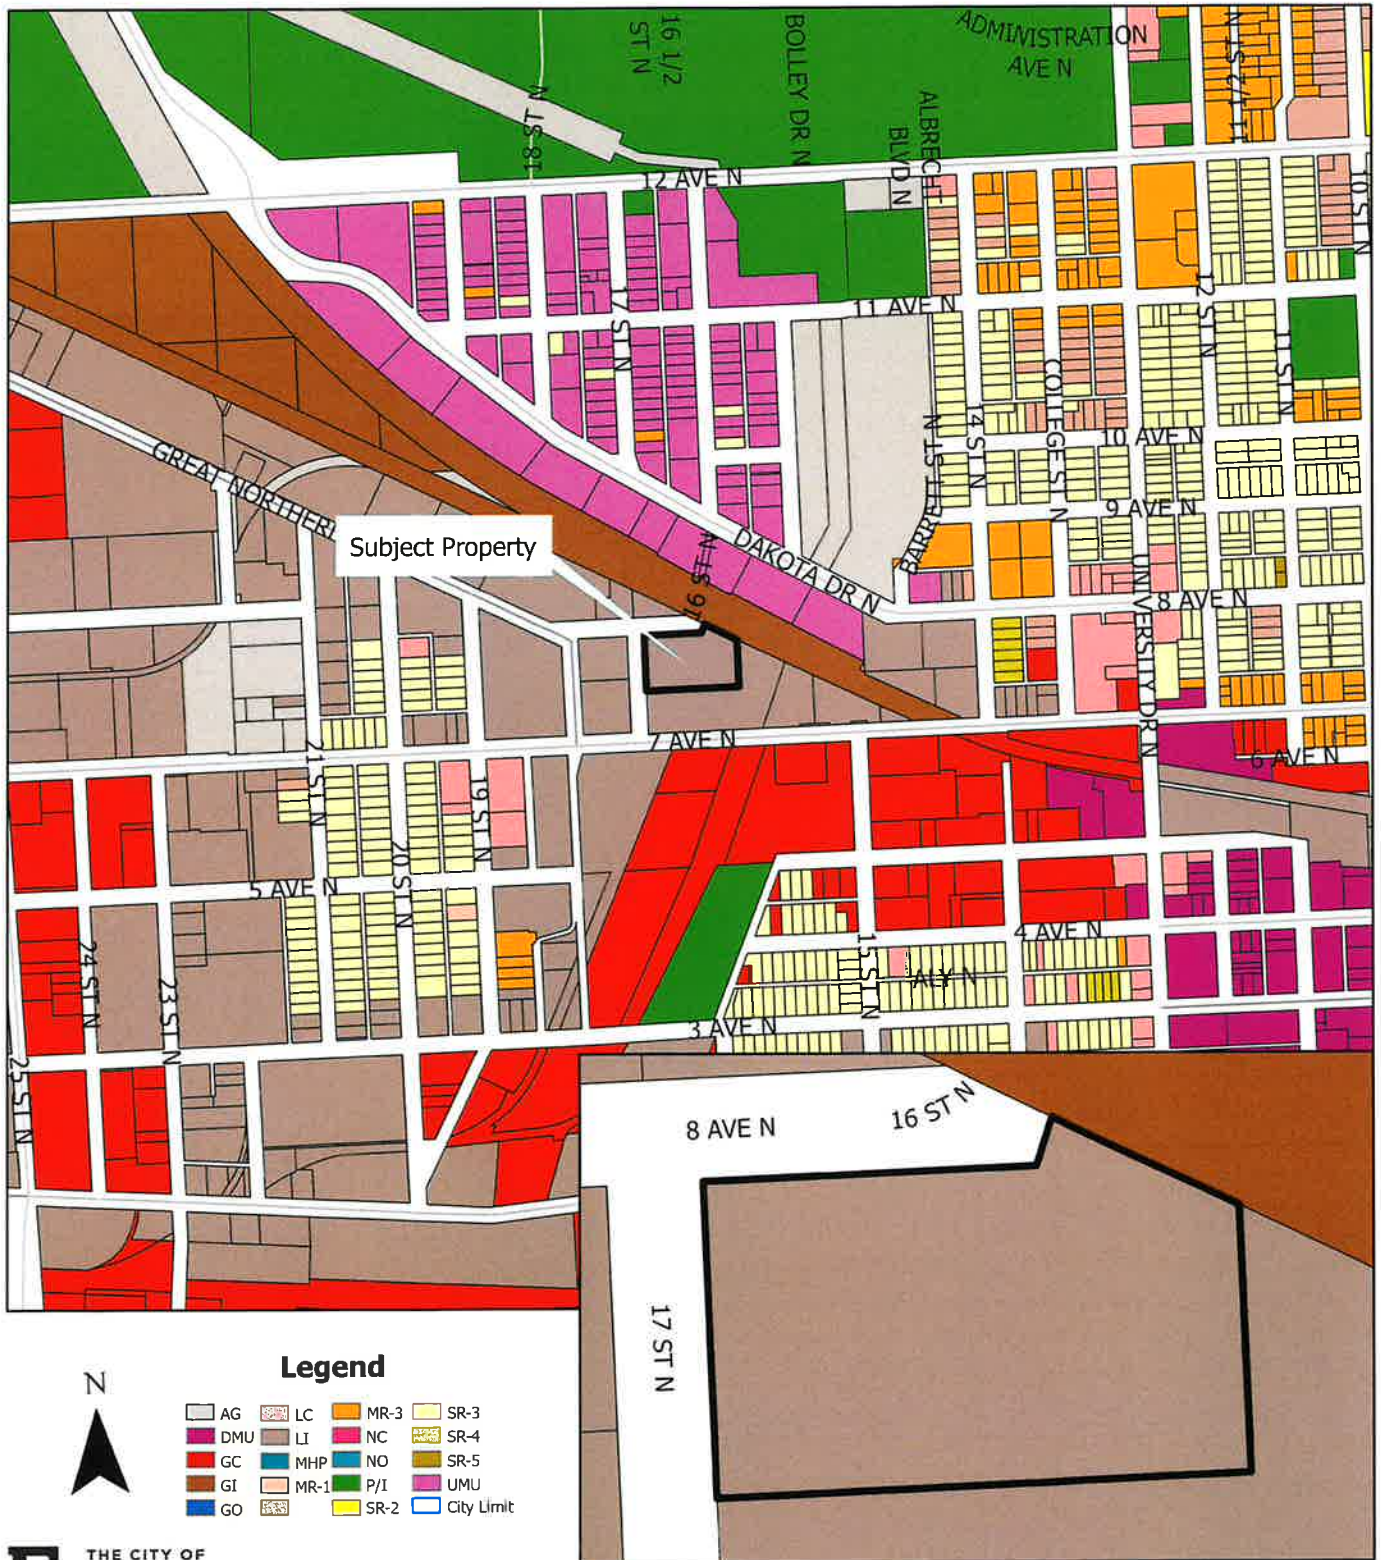 ADMINISTRATION
AVE N
16 1/2
ST N
BOLLEY DR N
11 1/2 ST N
ALBRECHT
BLVD N
18 ST N
12 AVE N
10 ST N
17 ST N
11 AVE N
12 ST N
11 ST N
COLLEGE ST N
14 ST N
BARRETT ST N
10 AVE N
GREAT NORTHERN
9 AVE N
Subject Property
16 ST N
DAKOTA DR N
UNIVERSITY DR N
8 AVE N
7 AVE N
6 AVE N
21 ST N
19 ST N
20 ST N
5 AVE N
4 AVE N
24 ST N
23 ST N
15 ST N
ALY N
3 AVE N
25 ST N
8 AVE N
16 ST N
17 ST N
N
Legend
AG
LC
MR-3
SR-3
DMU
LI
NC
SR-4
GC
MHP
NO
SR-5
GI
MR-1
P/I
UMU
GO
SR-2
City Limit
THE CITY OF